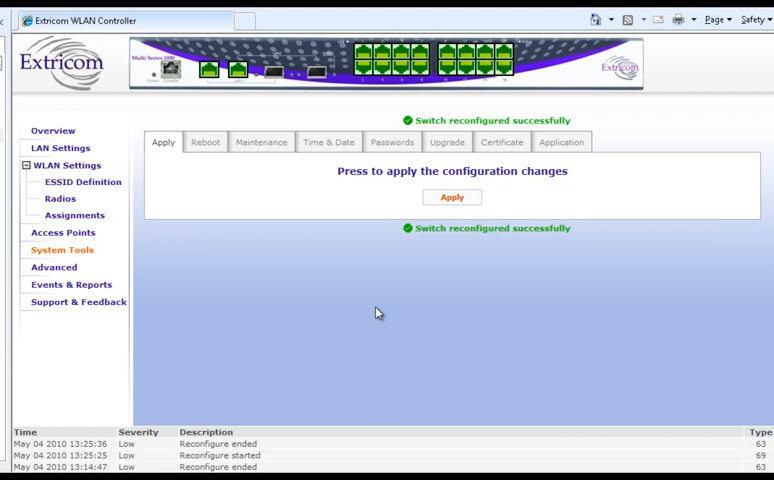 Extricom WLAN Controller
Page
Safety
Extricom
Multi Series 1000
Extricom
Switch reconfigured successfully
Overview
LAN Settings
WLAN Settings
ESSID Definition
Radios
Assignments
Access Points
System Tools
Advanced
Events & Reports
Support & Feedback
Apply
Reboot
Maintenance
Time & Date
Passwords
Upgrade
Certificate
Application
Press to apply the configuration changes
Apply
Switch reconfigured successfully
Time Severity Description Type
May 04 2010 13:25:36 Low Reconfigure ended 63
May 04 2010 13:25:25 Low Reconfigure started 69
May 04 2010 13:14:47 Low Reconfigure ended 63